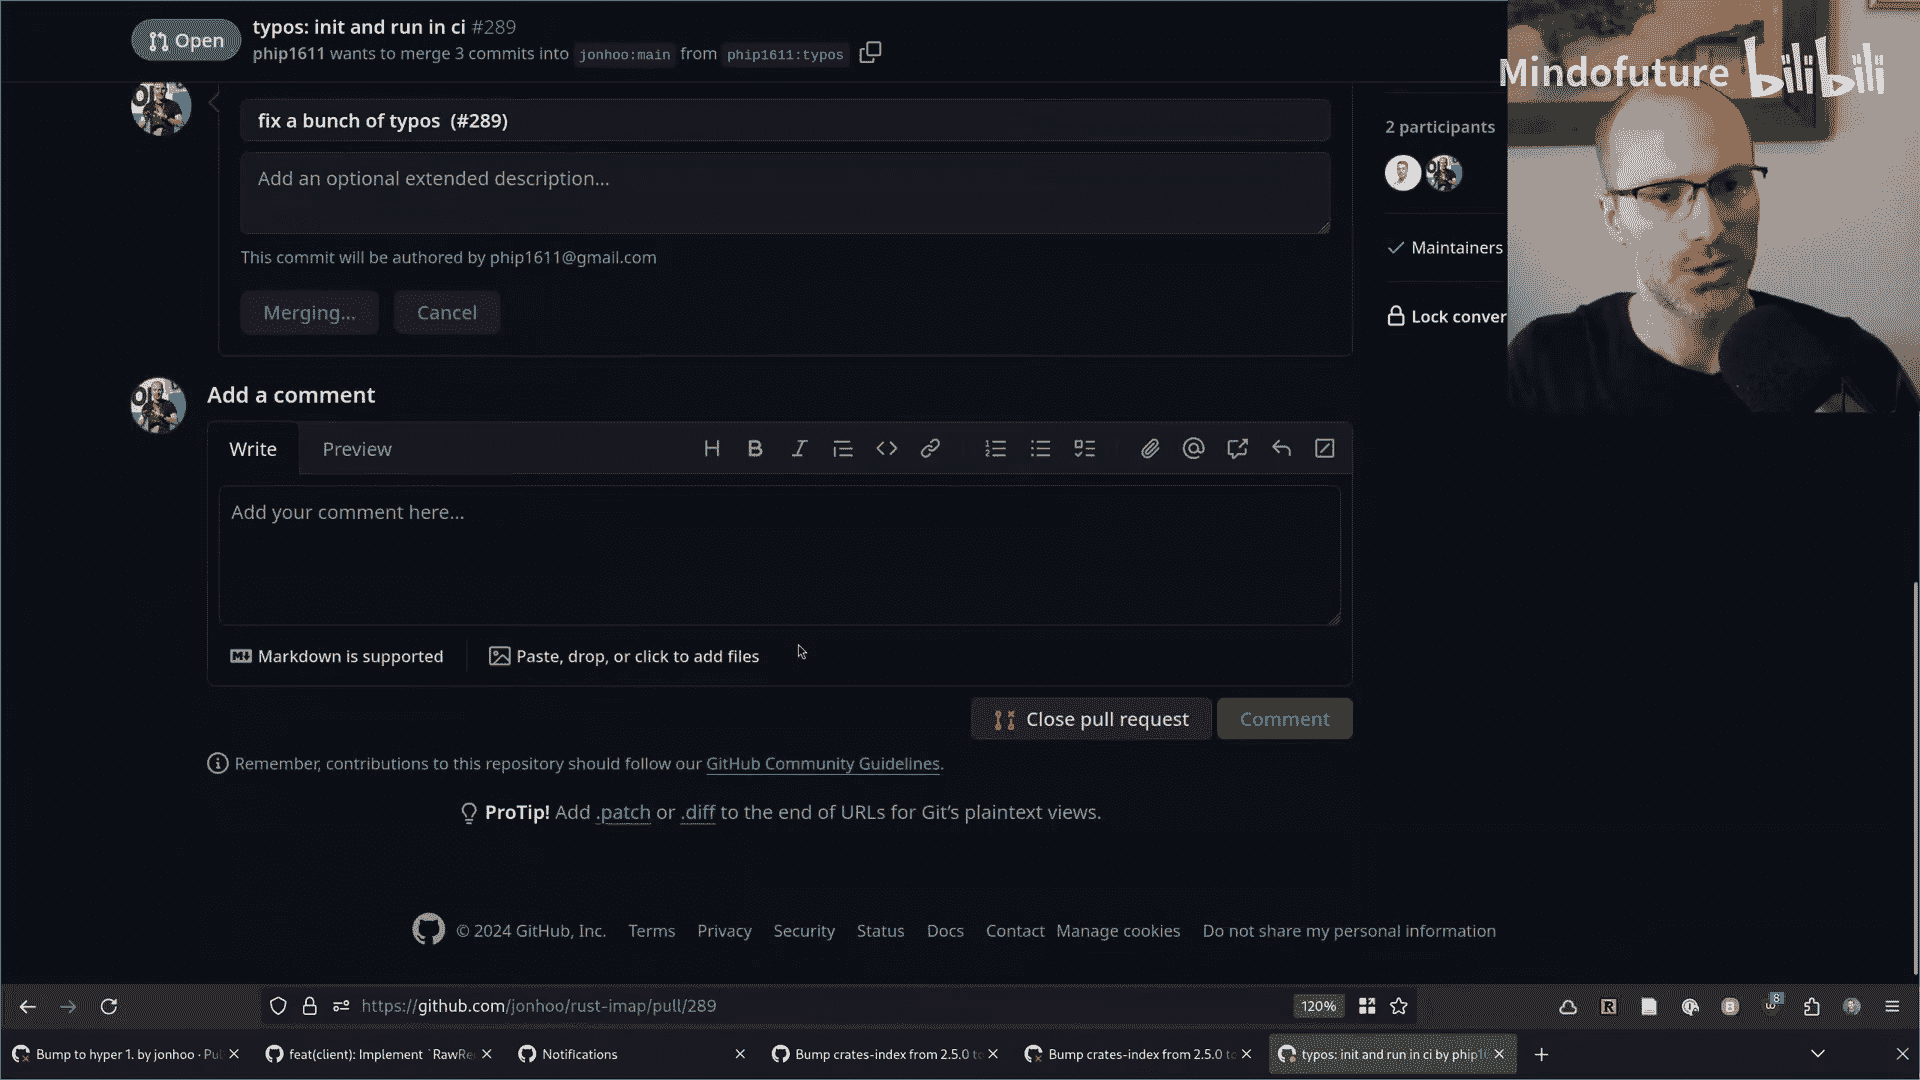 Open
typos: init and run in ci #289
phip1611 wants to merge 3 commits into jonhoo:main from phip1611:typos
Mindofuture bilibili
fix a bunch of typos (#289)
Add an optional extended description...
This commit will be authored by phip1611@gmail.com
Merging...
Cancel
2 participants
Maintainers
Lock conver
Add a comment
Write
Preview
Add your comment here...
Markdown is supported
Paste, drop, or click to add files
Close pull request
Comment
Remember, contributions to this repository should follow our GitHub Community Guidelines.
ProTip! Add .patch or .diff to the end of URLs for Git's plaintext views.
© 2024 GitHub, Inc. Terms Privacy Security Status Docs Contact Manage cookies Do not share my personal information
https://github.com/jonhoo/rust-imap/pull/289
120%
8
Bump to hyper 1. by jonhoo · Pul
feat(client): Implement `RawRe
Notifications
Bump crates-index from 2.5.0 to
Bump crates-index from 2.5.0 to
typos: init and run in ci by phip1